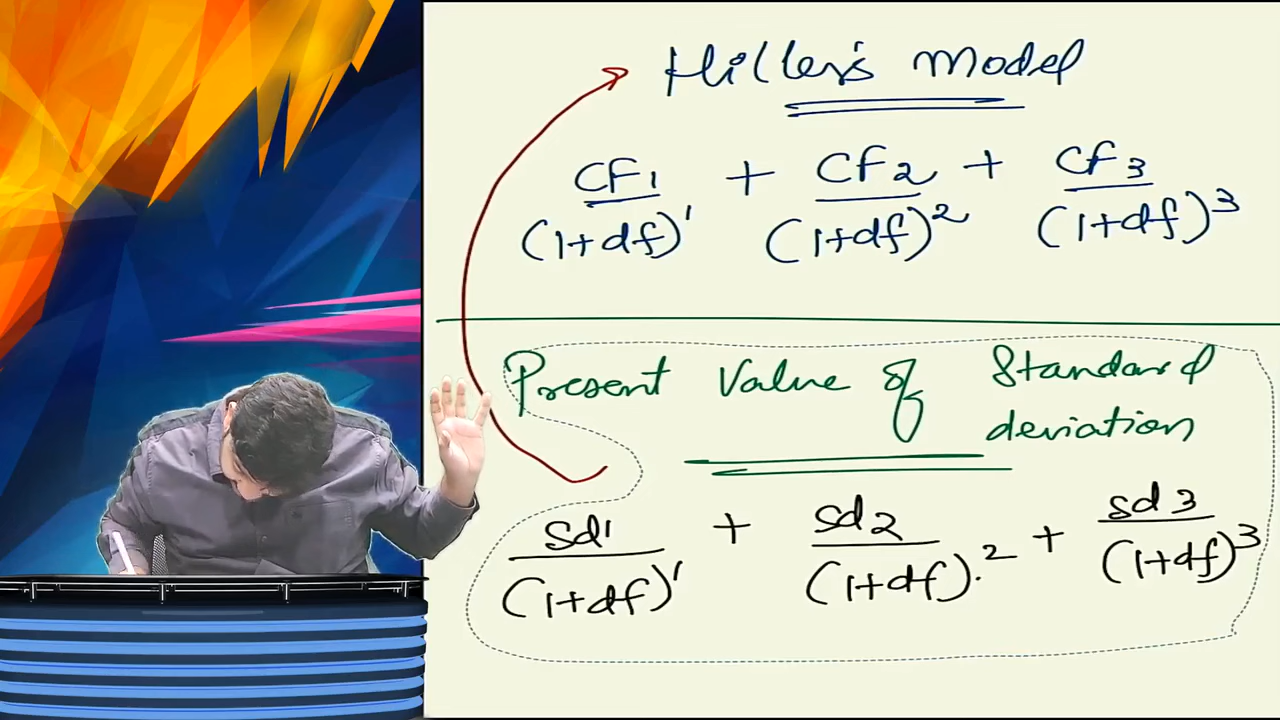 Hiller's model
CF1/(1+df)^1 + CF2/(1+df)^2 + CF3/(1+df)^3
Present Value of Standard
deviation
sd1/(1+df)^1 + sd2/(1+df)^2 + sd3/(1+df)^3